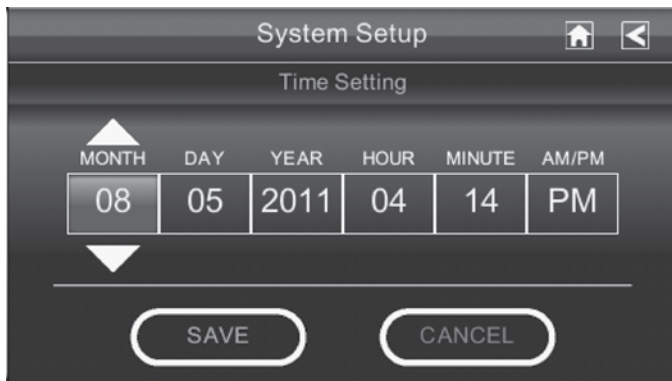 System Setup
Time Setting
MONTH DAY YEAR HOUR MINUTE AM/PM
08 05 2011 04 14 PM
SAVE CANCEL